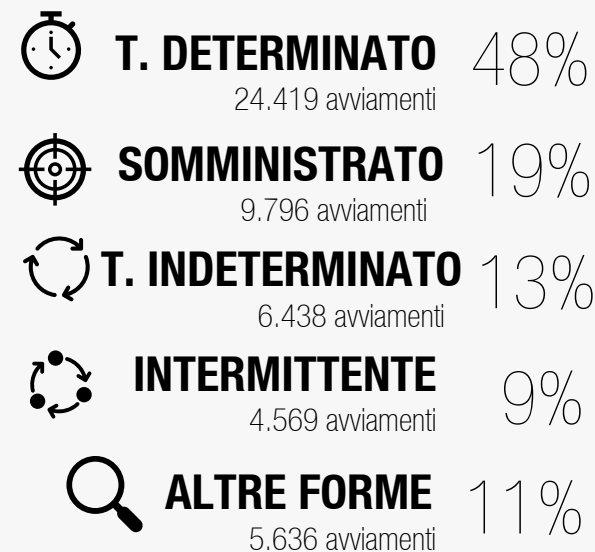 T. DETERMINATO 48%
24.419 avviamenti
SOMMINISTRATO 19%
9.796 avviamenti
T. INDETERMINATO 13%
6.438 avviamenti
INTERMITTENTE 9%
4.569 avviamenti
ALTRE FORME 11%
5.636 avviamenti